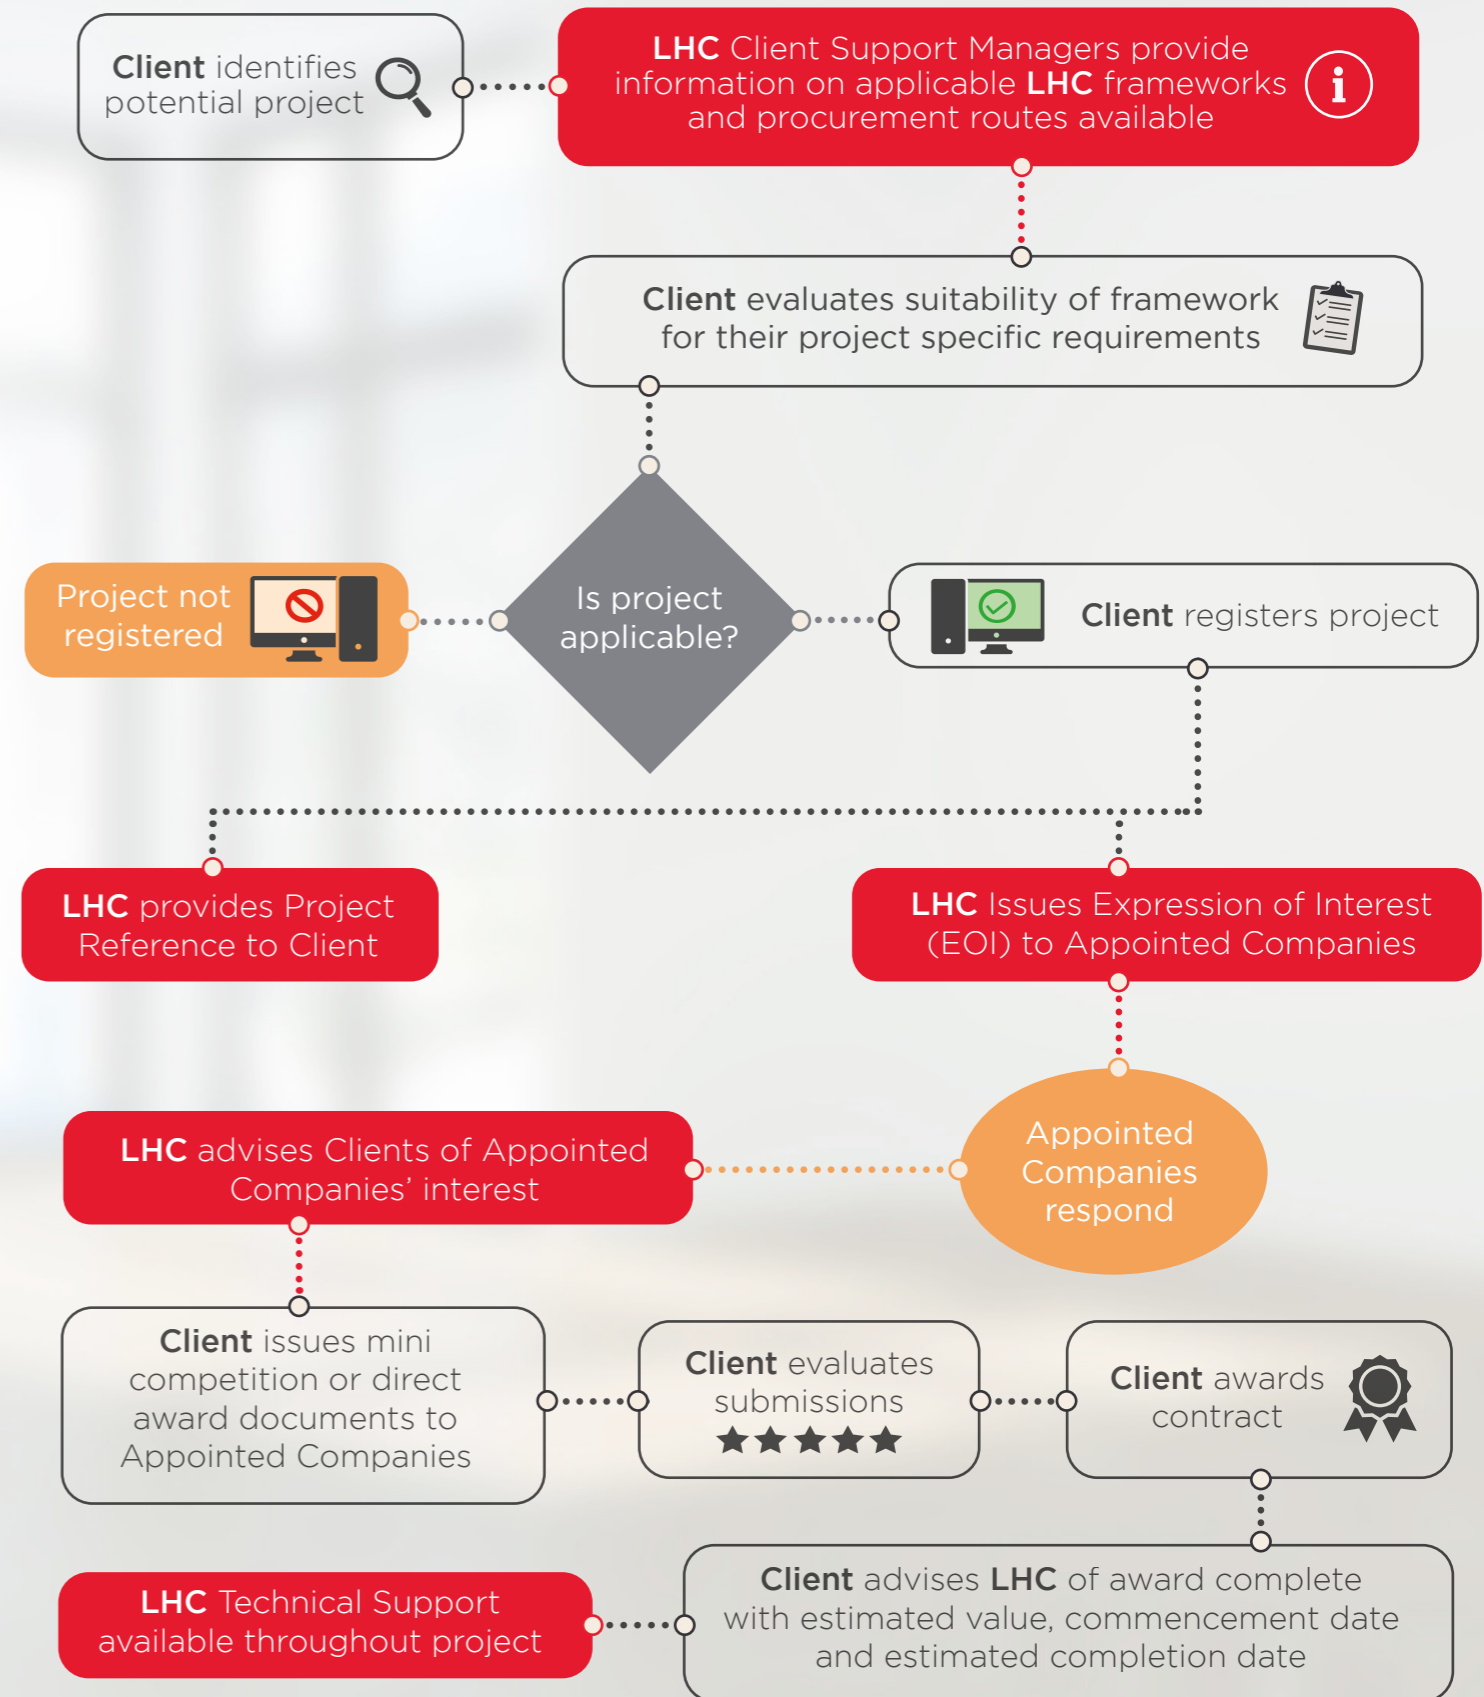 Client identifies
potential project
LHC Client Support Managers provide
information on applicable LHC frameworks
and procurement routes available
i
Client evaluates suitability of framework
for their project specific requirements
Is project
applicable?
Project not
registered
Client registers project
LHC provides Project
Reference to Client
LHC Issues Expression of Interest
(EOI) to Appointed Companies
Appointed
Companies
respond
LHC advises Clients of Appointed
Companies’ interest
Client issues mini
competition or direct
award documents to
Appointed Companies
Client evaluates
submissions
Client awards
contract
Client advises LHC of award complete
with estimated value, commencement date
and estimated completion date
LHC Technical Support
available throughout project